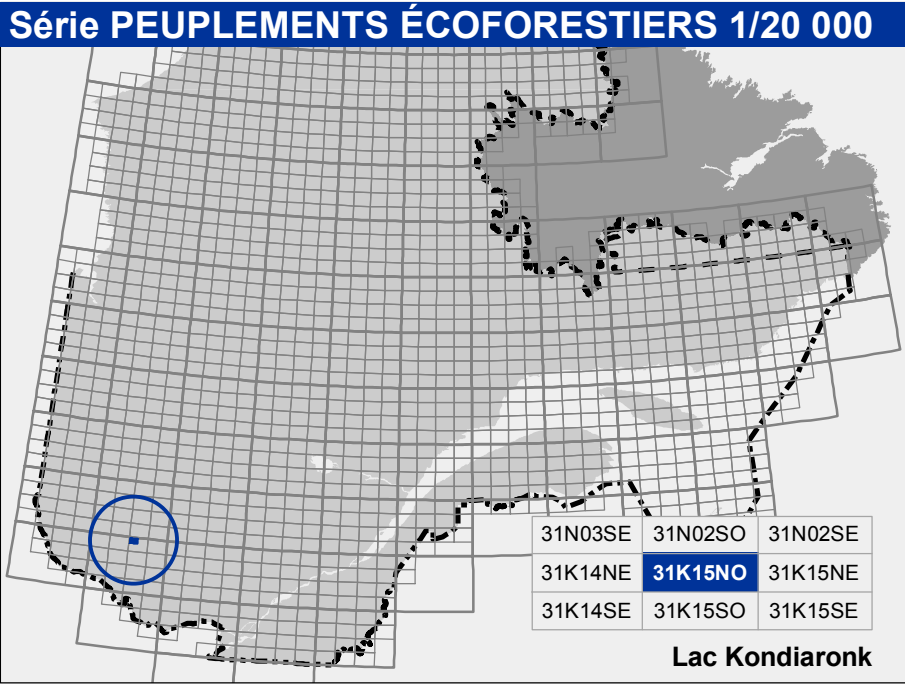 Série PEUPLEMENTS ÉCOFORESTIERS 1/20 000
31N03SE 31N02SO 31N02SE
31K14NE 31K15NO 31K15NE
31K14SE 31K15SO 31K15SE
Lac Kondiaronk